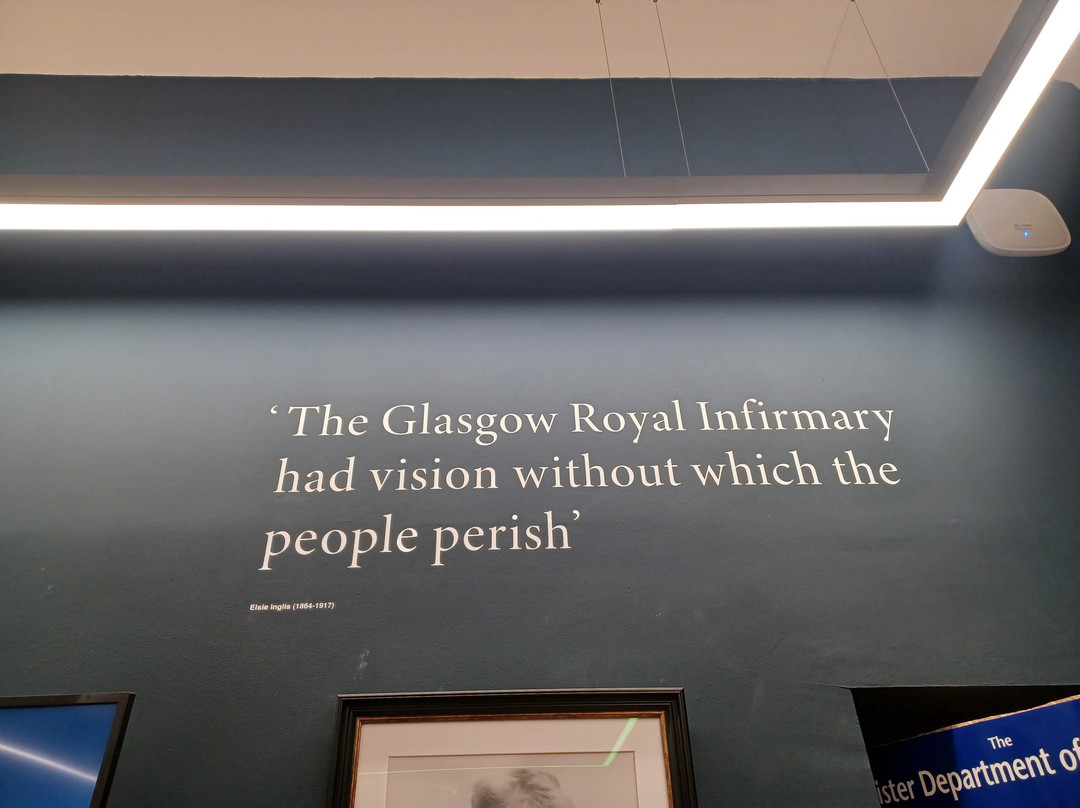 ‘The Glasgow Royal Infirmary
had vision without which the
people perish’
Elsie Inglis (1864-1917)
The
ister Department of